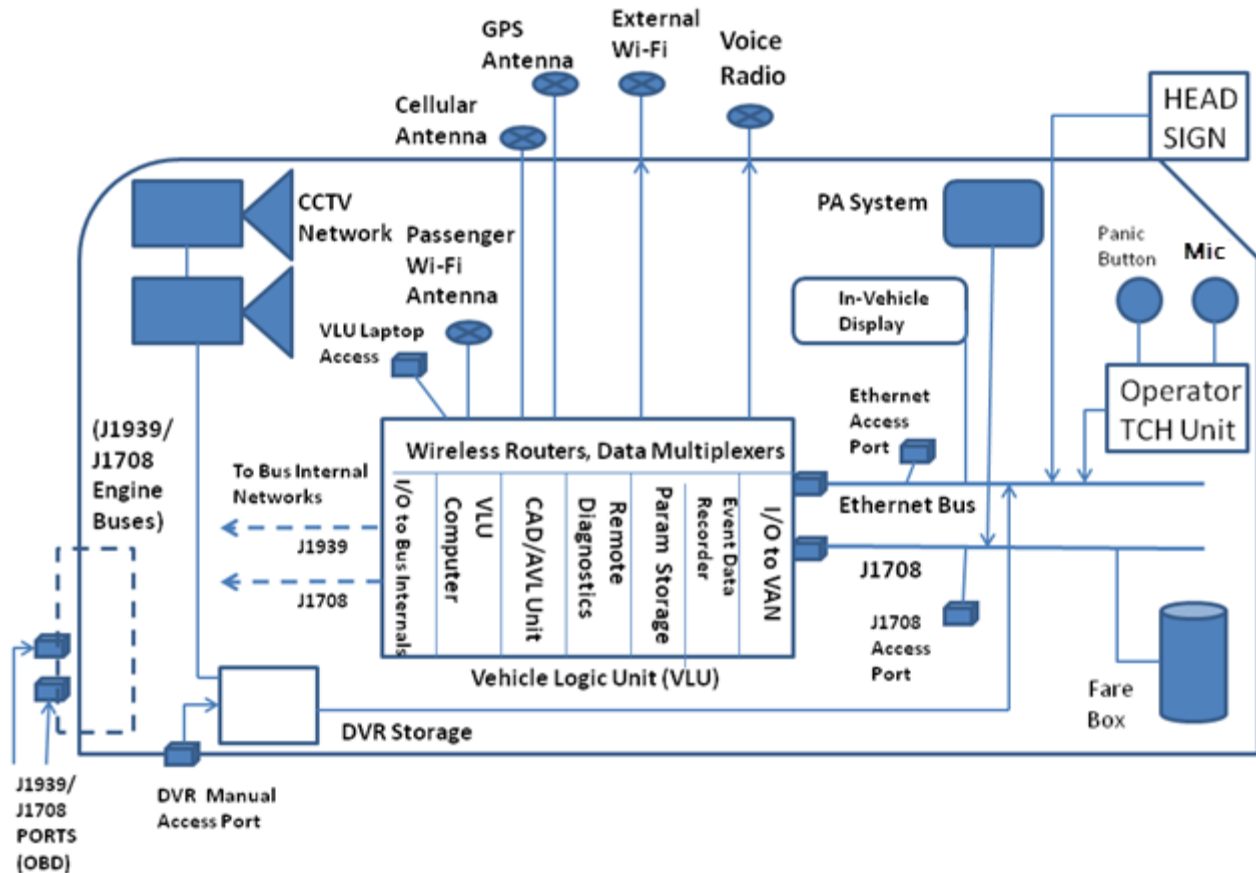 GPS
Antenna
External
Wi-Fi
Voice
Radio
Cellular
Antenna
HEAD
SIGN
CCTV
Network
PA System
Passenger
Wi-Fi
Antenna
Panic
Button
Mic
In-Vehicle
Display
VLU Laptop
Access
Operator
TCH Unit
Ethernet
Access
Port
(J1939/
J1708
Engine
Buses)
To Bus Internal
Networks
J1939
J1708
Wireless Routers, Data Multiplexers
I/O to Bus Internals
VLU
Computer
CAD/AVL Unit
Remote
Diagnostics
Param Storage
Event Data
Recorder
I/O to VAN
Vehicle Logic Unit (VLU)
Ethernet Bus
J1708
J1708
Access
Port
Fare
Box
DVR Storage
DVR Manual
Access Port
J1939/
J1708
PORTS
(OBD)